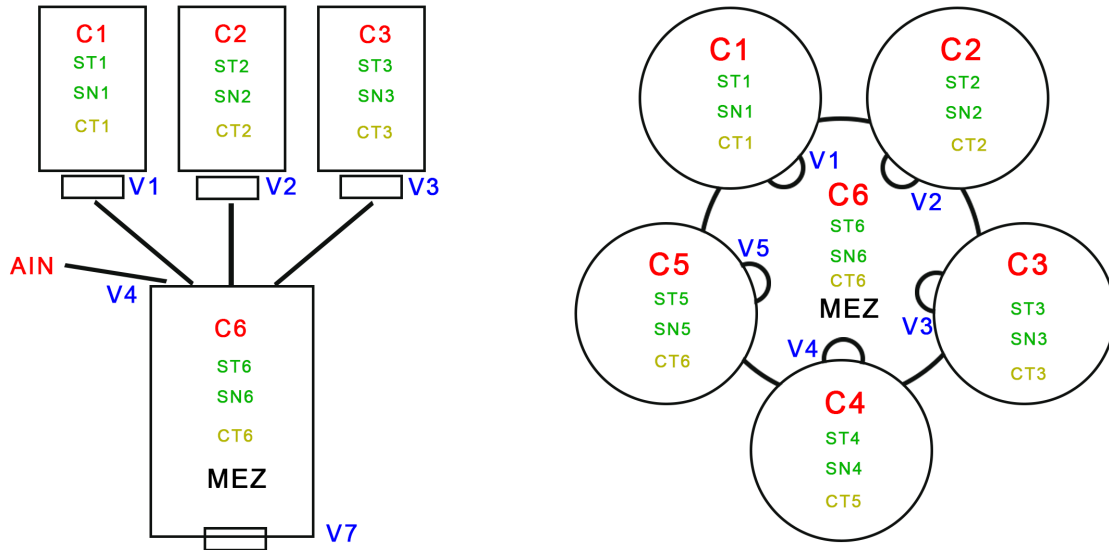 C1
ST1
SN1
CT1
V1
C2
ST2
SN2
CT2
V2
C3
ST3
SN3
CT3
V3
AIN
V4
C6
ST6
SN6
CT6
MEZ
V7
C1
ST1
SN1
CT1
V1
C2
ST2
SN2
CT2
V2
C6
ST6
SN6
CT6
MEZ
C5
ST5
SN5
CT6
V5
C3
ST3
SN3
CT3
V3
V4
C4
ST4
SN4
CT5